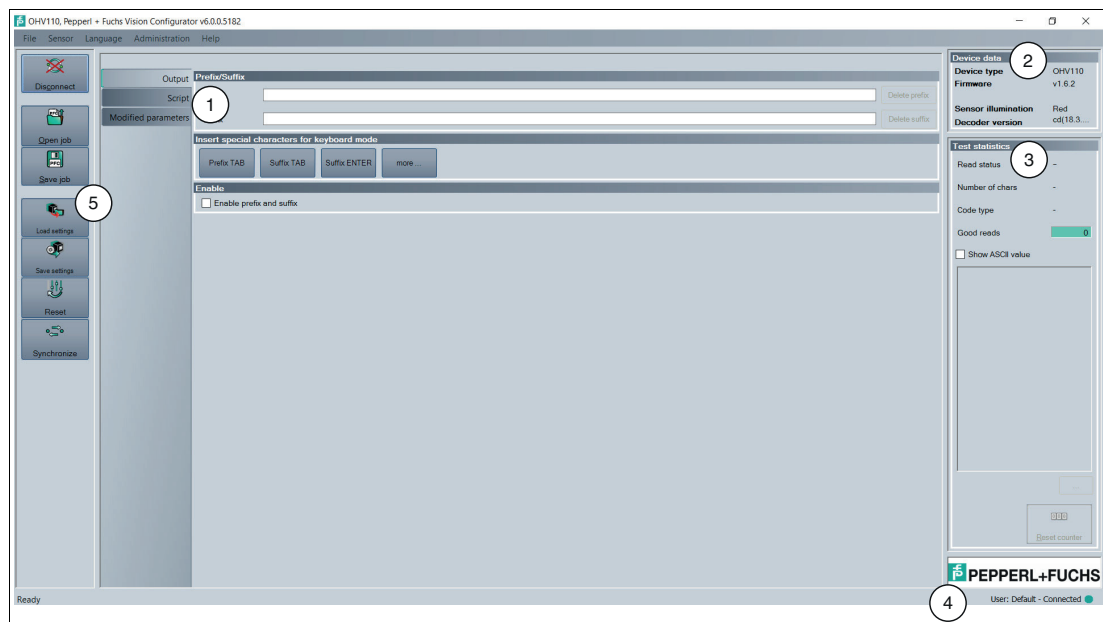 OHV110, Pepperl + Fuchs Vision Configurator v6.0.0.5182
File Sensor Language Administration Help
Disconnect
Open job
Save job
5
Load settings
Save settings
Reset
Synchronize
Output
Script
Modified parameters
1
Prefix/Suffix
Delete prefix
Delete suffix
Insert special characters for keyboard mode
Prefix TAB Suffix TAB Suffix ENTER more ...
Enable
Enable prefix and suffix
Device data
2
Device type OHV110
Firmware v1.6.2
Sensor illumination Red
Decoder version cd(18.3....
Test statistics
3
Read status -
Number of chars -
Code type -
Good reads 0
Show ASCII value
...
Reset counter
PEPPERL+FUCHS
4
Ready
User: Default - Connected